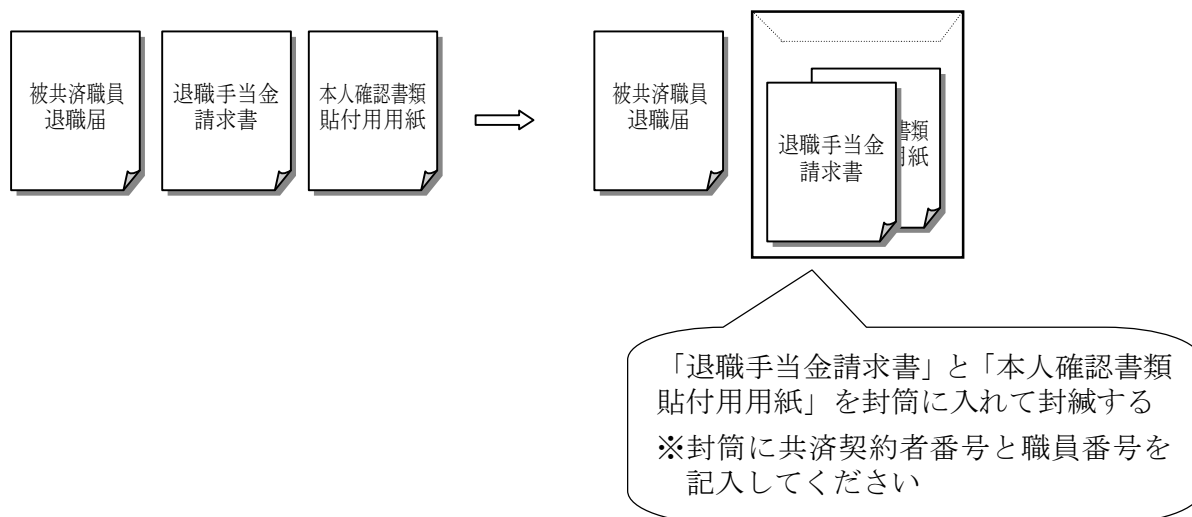 被共済職員
退職届
退職手当金
請求書
本人確認書類
貼付用用紙
被共済職員
退職届
退職手当金
請求書
書類
用紙
「退職手当金請求書」と「本人確認書類
貼付用用紙」を封筒に入れて封緘する
※封筒に共済契約者番号と職員番号を
記入してください